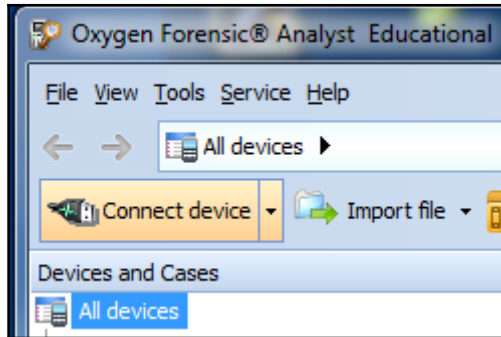 Oxygen Forensic® Analyst Educational
File View Tools Service Help
All devices
Connect device Import file
Devices and Cases
All devices